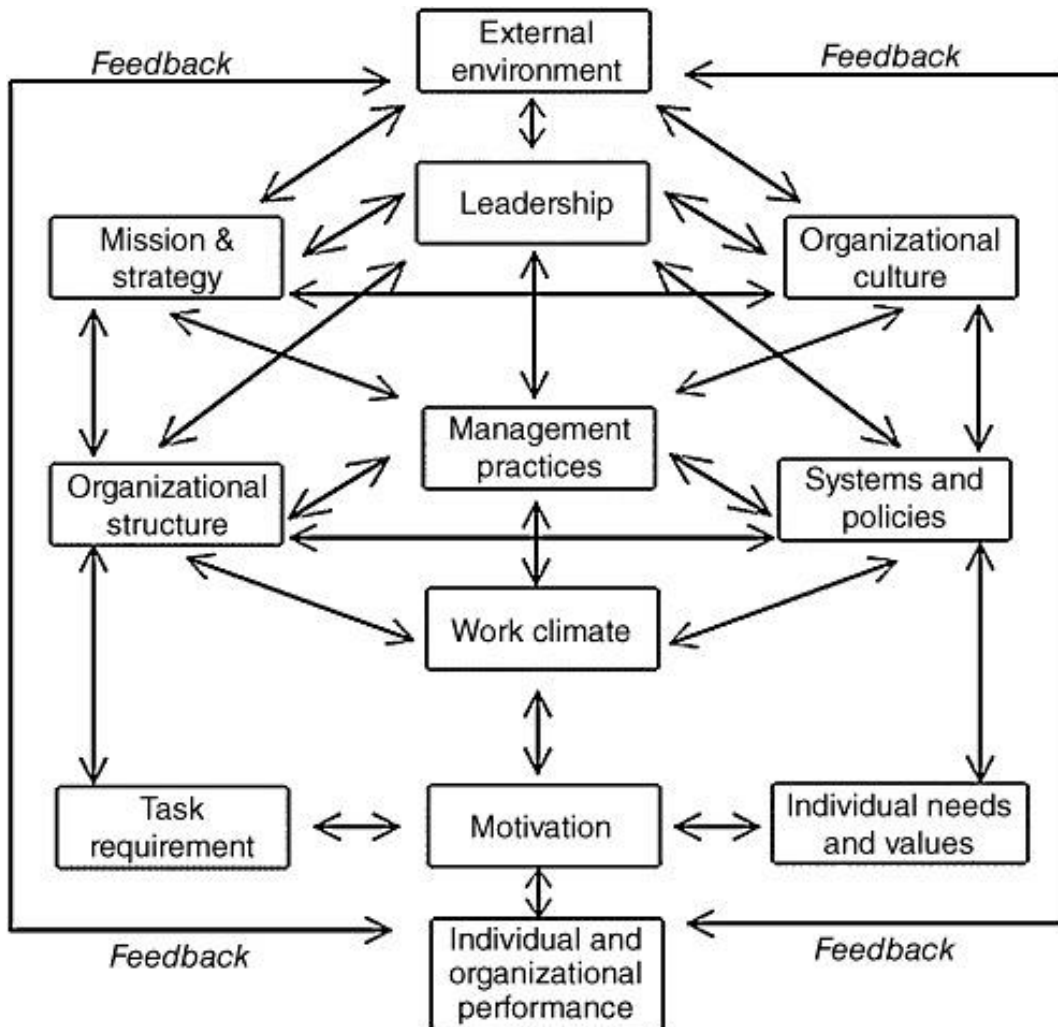 External
environment
Feedback
Feedback
Leadership
Mission &
strategy
Organizational
culture
Management
practices
Organizational
structure
Systems and
policies
Work climate
Task
requirement
Motivation
Individual needs
and values
Feedback
Individual and
organizational
performance
Feedback